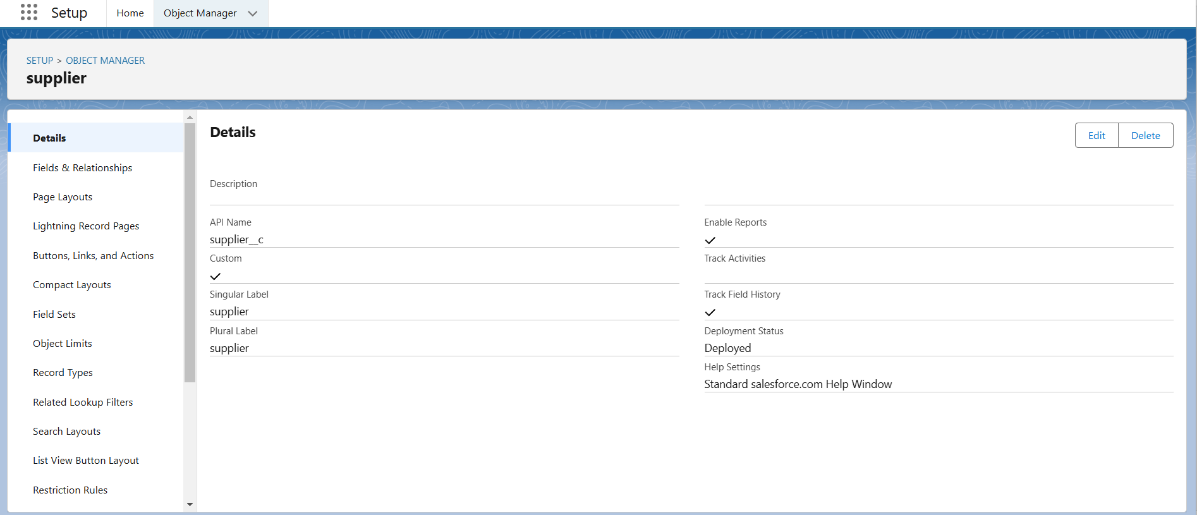 Setup Home Object Manager
SETUP > OBJECT MANAGER
supplier
Details
Fields & Relationships
Page Layouts
Lightning Record Pages
Buttons, Links, and Actions
Compact Layouts
Field Sets
Object Limits
Record Types
Related Lookup Filters
Search Layouts
List View Button Layout
Restriction Rules
Details
Edit Delete
Description
API Name
supplier__c
Custom
Singular Label
supplier
Plural Label
supplier
Enable Reports
Track Activities
Track Field History
Deployment Status
Deployed
Help Settings
Standard salesforce.com Help Window